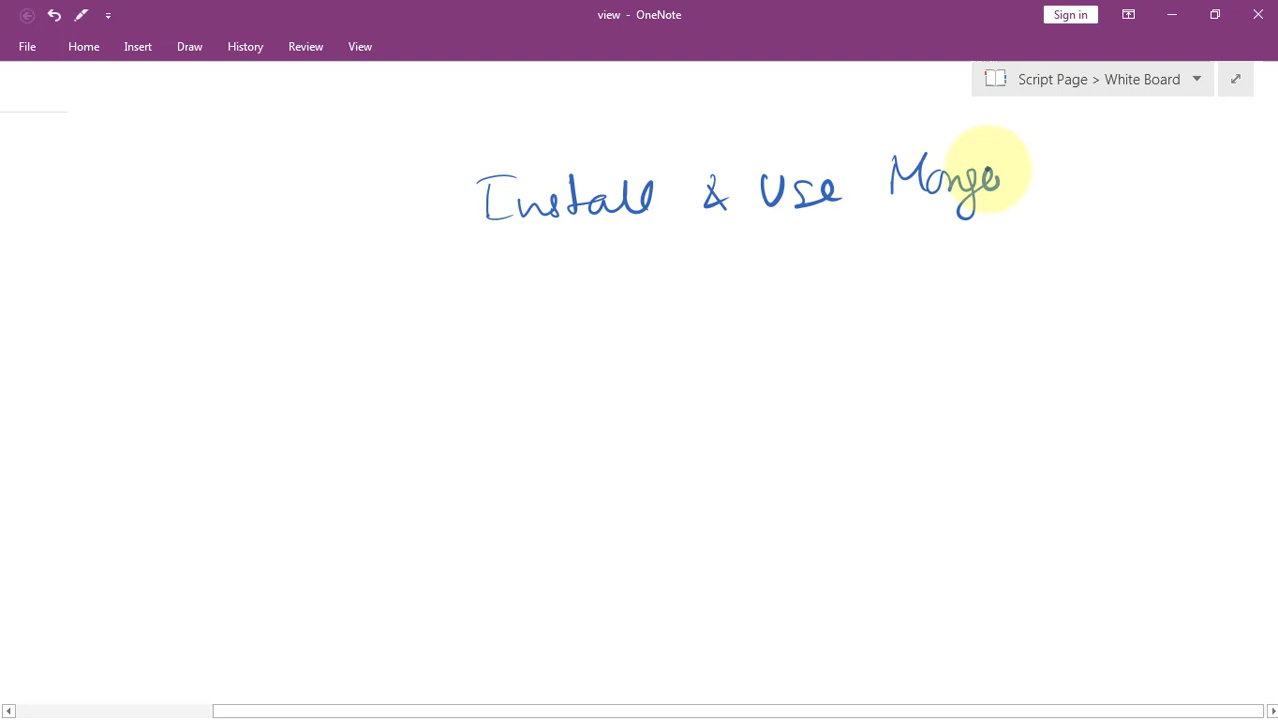 view - OneNote
Sign in
File Home Insert Draw History Review View
Script Page > White Board
Install & Use Mongo